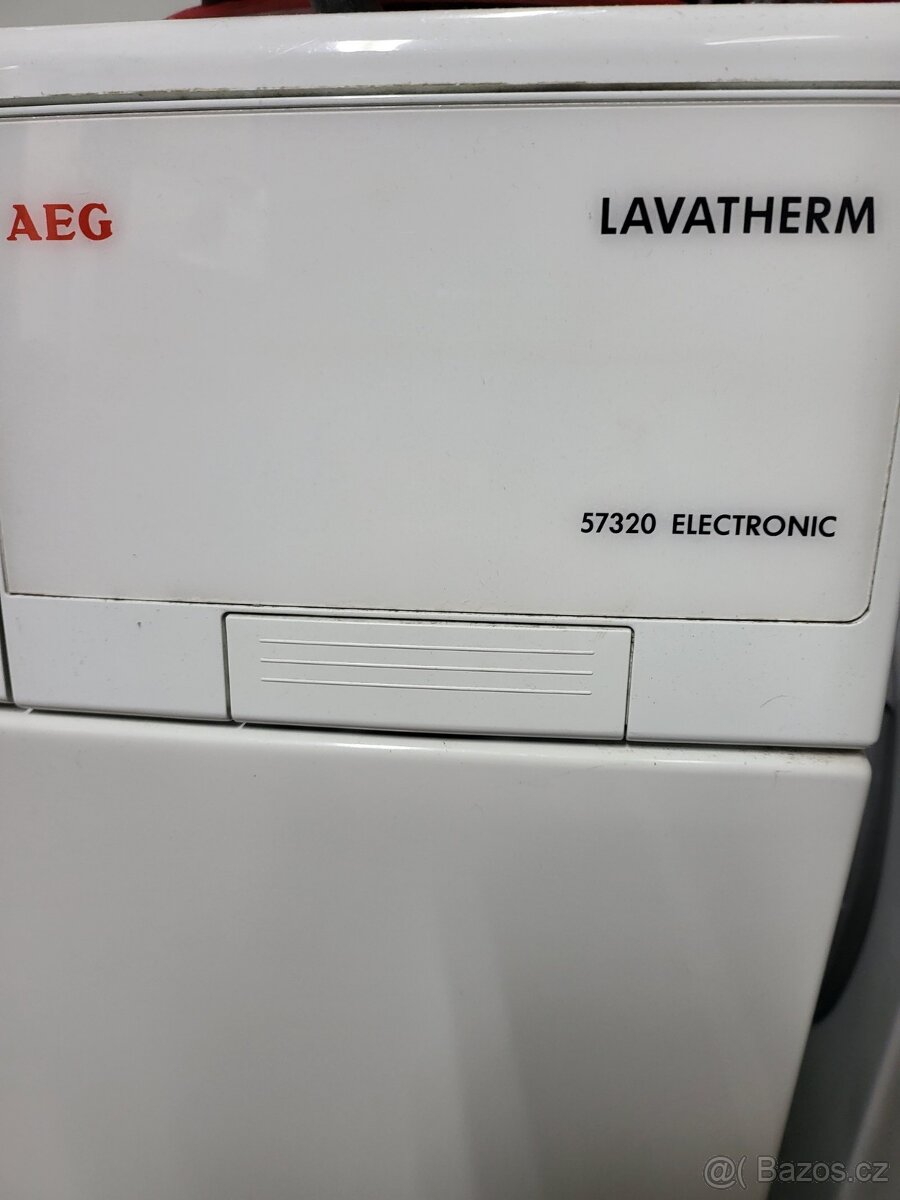 AEG
LAVATHERM
57320 ELECTRONIC
@( Bazos.cz